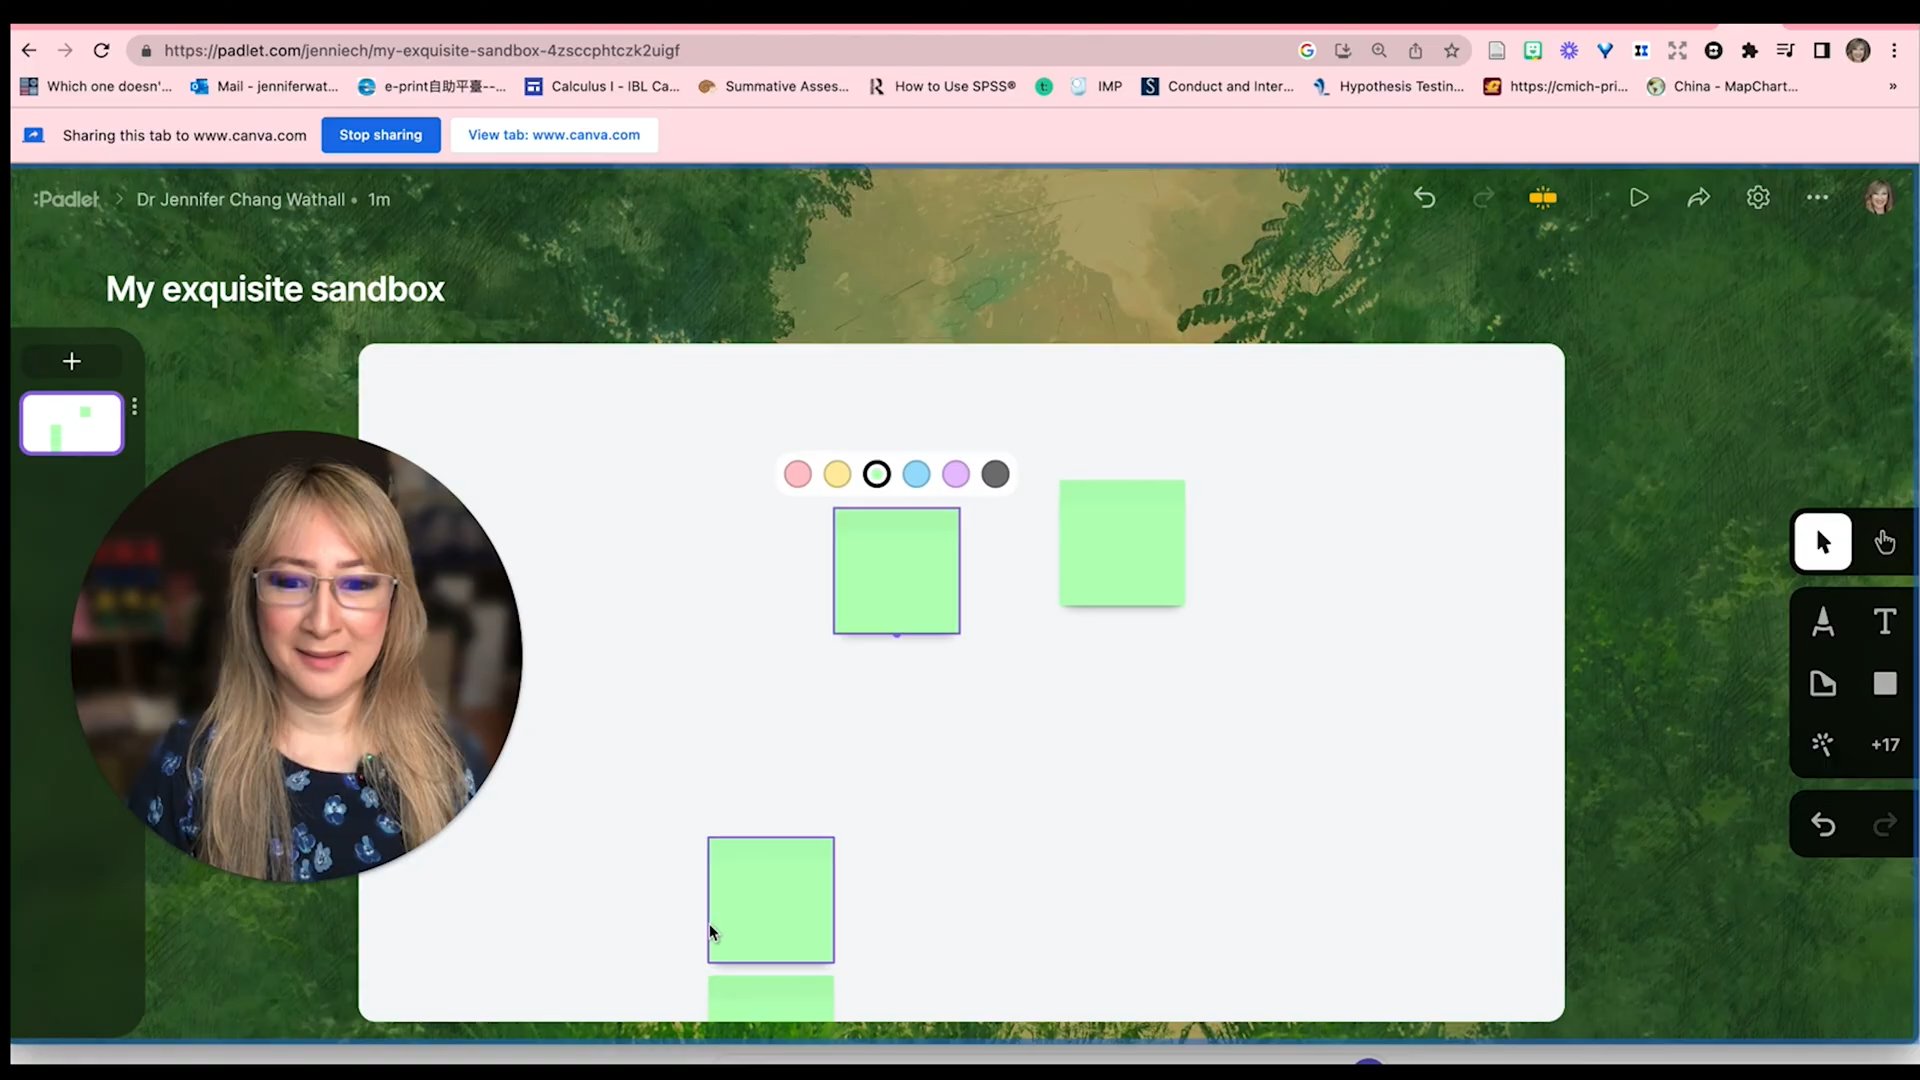 https://padlet.com/jenniech/my-exquisite-sandbox-4zsccphtczk2uigf
Which one doesn'... Mail - jenniferwat... e-print自助平臺--... Calculus I - IBL Ca... Summative Asses... How to Use SPSS® IMP Conduct and Inter... Hypothesis Testin... https://cmich-pri... China - MapChart... »
Sharing this tab to www.canva.com Stop sharing View tab: www.canva.com
:Padlet > Dr Jennifer Chang Wathall • 1m
My exquisite sandbox
T
+17